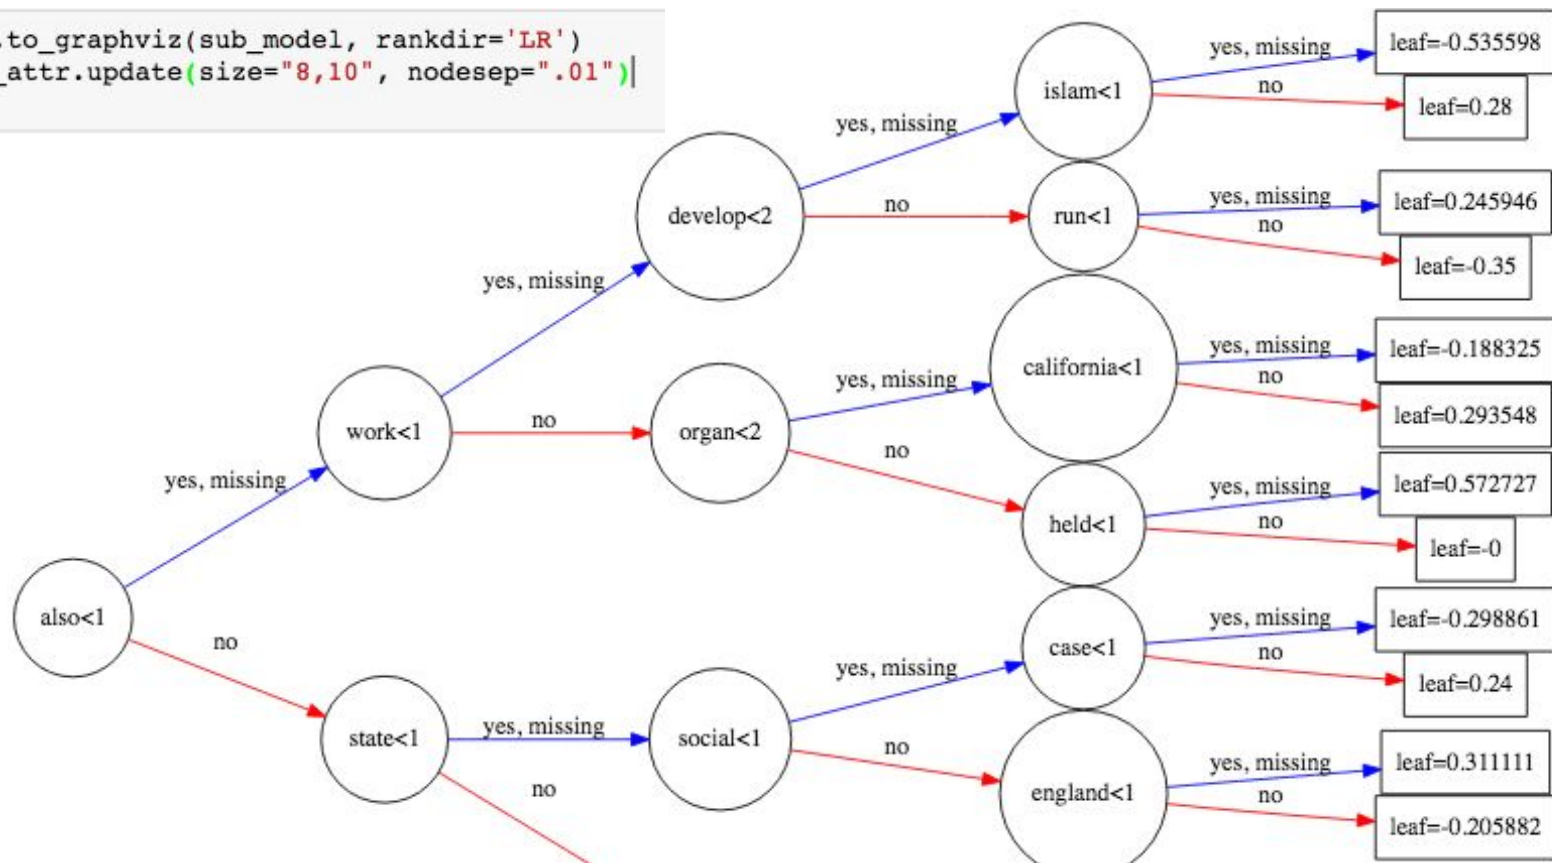 .to_graphviz(sub_model, rankdir='LR')
_attr.update(size="8,10", nodesep=".01")
yes, missing
leaf=-0.535598
islam<1
no
leaf=0.28
yes, missing
develop<2
no
run<1
yes, missing
leaf=0.245946
no
leaf=-0.35
yes, missing
work<1
no
organ<2
yes, missing
california<1
yes, missing
leaf=-0.188325
no
leaf=0.293548
no
held<1
yes, missing
leaf=0.572727
no
leaf=-0
yes, missing
also<1
no
state<1
yes, missing
social<1
yes, missing
case<1
yes, missing
leaf=-0.298861
no
leaf=0.24
no
england<1
yes, missing
leaf=0.311111
no
leaf=-0.205882
no